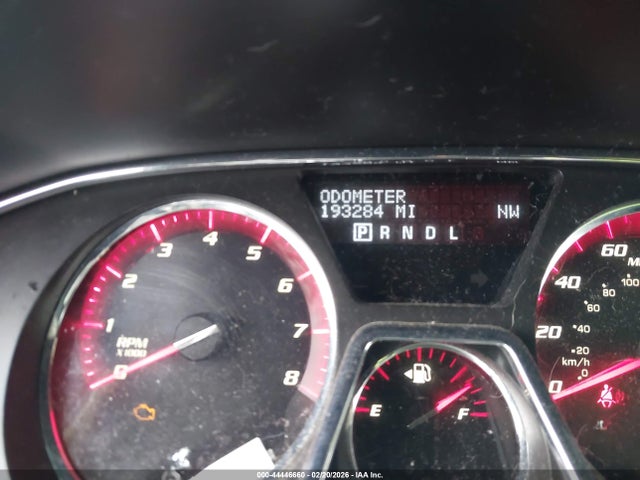 ODOMETER
193284 MI NW
P R N D L
1 2 3 4 5 6 7 8
RPM
X1000
E F
0 20 40 60
0 20 40 60 80 100
km/h
000-44446660 - 02/20/2026 - IAA Inc.